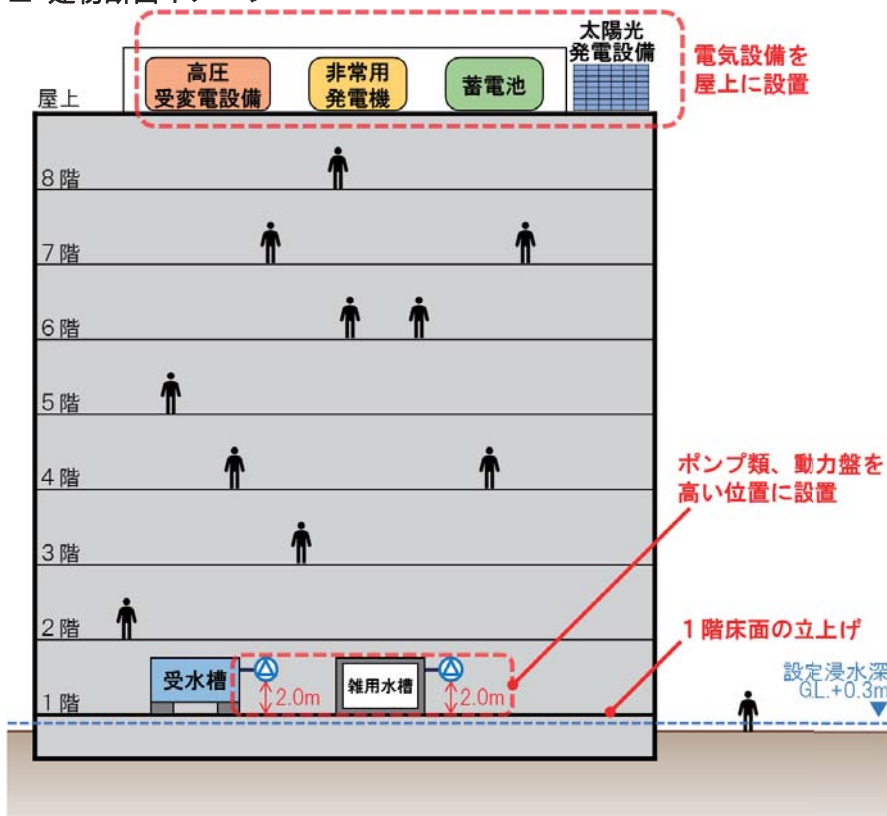 太陽光
発電設備
高圧
受変電設備
非常用
発電機
蓄電池
電気設備を
屋上に設置
屋上
8階
7階
6階
5階
4階
3階
2階
1階
ポンプ類、動力盤を
高い位置に設置
1階床面の立上げ
受水槽
2.0m
雑用水槽
2.0m
設定浸水深
G.L.+0.3m